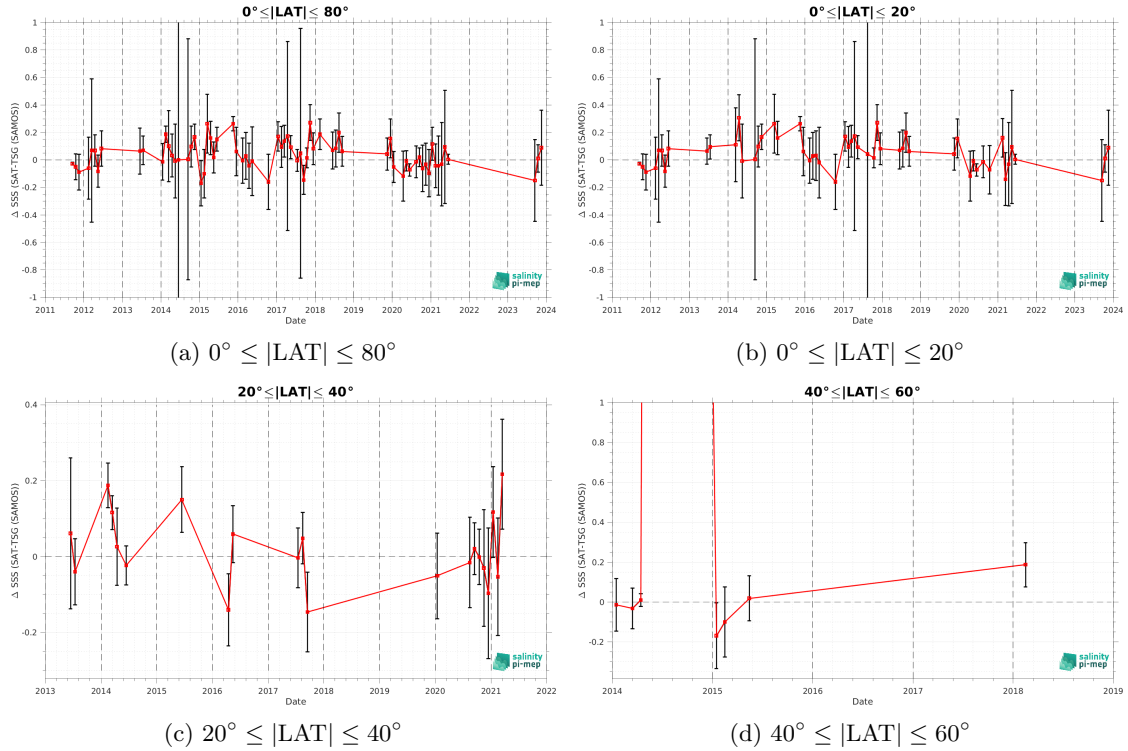 0°≤|LAT|≤ 80°
Δ SSS (SAT-TSG (SAMOS))
1
0.8
0.6
0.4
0.2
0
-0.2
-0.4
-0.6
-0.8
-1
2011 2012 2013 2014 2015 2016 2017 2018 2019 2020 2021 2022 2023 2024
Date
salinity
pi-mep
(a) 0° ≤ |LAT| ≤ 80°
0°≤|LAT|≤ 20°
Δ SSS (SAT-TSG (SAMOS))
1
0.8
0.6
0.4
0.2
0
-0.2
-0.4
-0.6
-0.8
-1
2011 2012 2013 2014 2015 2016 2017 2018 2019 2020 2021 2022 2023 2024
Date
salinity
pi-mep
(b) 0° ≤ |LAT| ≤ 20°
20°≤|LAT|≤ 40°
Δ SSS (SAT-TSG (SAMOS))
0.4
0.2
0
-0.2
2013 2014 2015 2016 2017 2018 2019 2020 2021 2022
Date
salinity
pi-mep
(c) 20° ≤ |LAT| ≤ 40°
40°≤|LAT|≤ 60°
Δ SSS (SAT-TSG (SAMOS))
1
0.8
0.6
0.4
0.2
0
-0.2
2014 2015 2016 2017 2018 2019
Date
salinity
pi-mep
(d) 40° ≤ |LAT| ≤ 60°